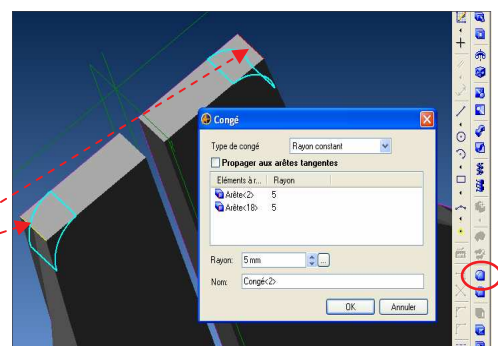 Congé
Type de congé Rayon constant
Propager aux arêtes tangentes
Eléments à r... Rayon
Arête<2> 5
Arête<18> 5
Rayon: 5 mm ...
Nom: Congé<2>
OK Annuler